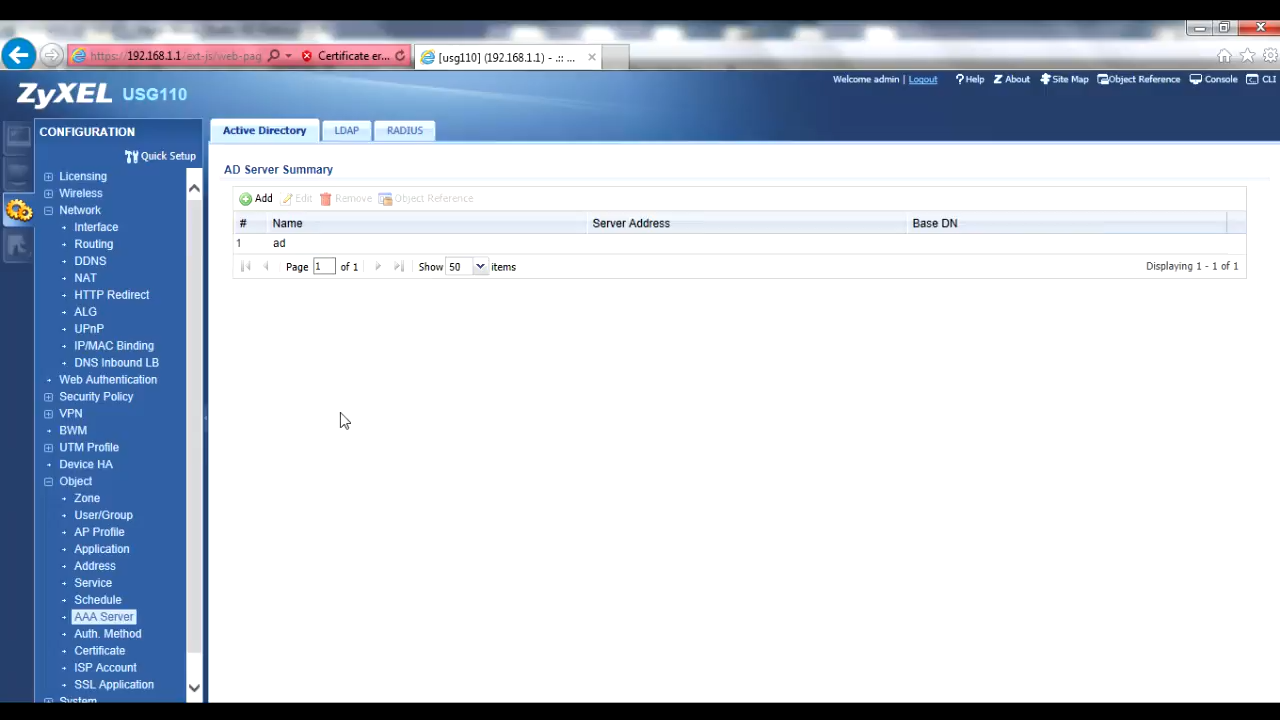 https://192.168.1.1/ext-js/web-pag
Certificate er...
[usg110] (192.168.1.1) - .:: ...
ZyXEL USG110
Welcome admin | Logout
?Help
About
Site Map
Object Reference
Console
CLI
CONFIGURATION
Quick Setup
Licensing
Wireless
Network
Interface
Routing
DDNS
NAT
HTTP Redirect
ALG
UPnP
IP/MAC Binding
DNS Inbound LB
Web Authentication
Security Policy
VPN
BWM
UTM Profile
Device HA
Object
Zone
User/Group
AP Profile
Application
Address
Service
Schedule
AAA Server
Auth. Method
Certificate
ISP Account
SSL Application
System
Active Directory
LDAP
RADIUS
AD Server Summary
Add
Edit
Remove
Object Reference
# Name Server Address Base DN
1 ad
Page 1 of 1 Show 50 items
Displaying 1 - 1 of 1